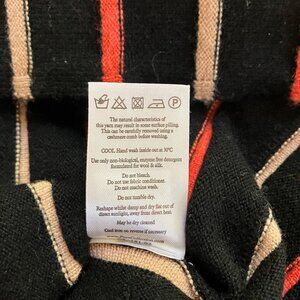 P
The natural characteristics of
this yarn may result in some surface pilling.
This can be carefully removed using a
cashmere comb before washing.
COOL Hand wash inside out at 30°C
Use only non-biological, enzyme free detergent
formulated for wool & silk.
Do not bleach.
Do not use fabric conditioner.
Do not machine wash.
Do not tumble dry.
Reshape whilst damp and dry flat out of
direct sunlight, away from direct heat.
May be dry cleaned
Cool iron on reverse if necessary